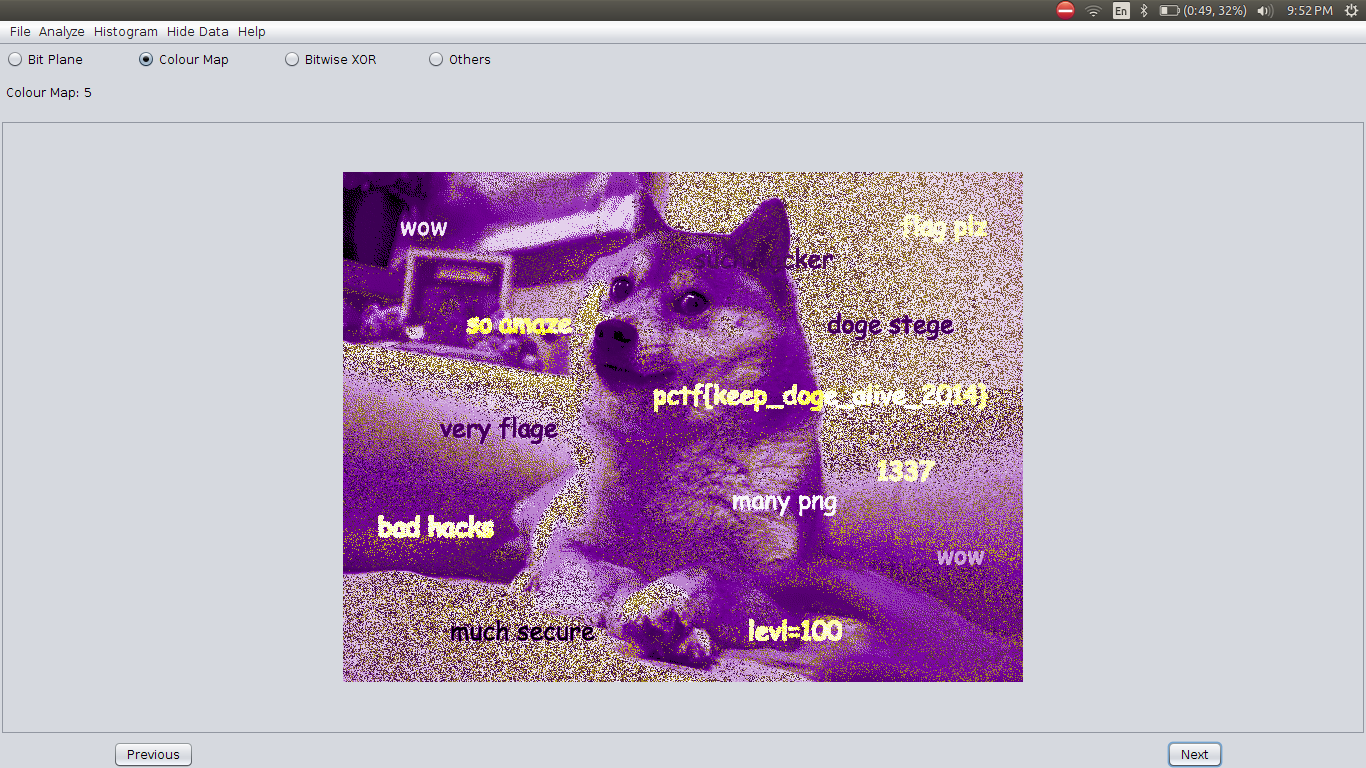 En (0:49, 32%) 9:52 PM
File Analyze Histogram Hide Data Help
Bit Plane Colour Map Bitwise XOR Others
Colour Map: 5
wow
flag plz
so amaze
doge stege
pctf{keep_doge_alive_2014}
very flage
1337
many png
bad hacks
wow
much secure
levl=100
Previous Next